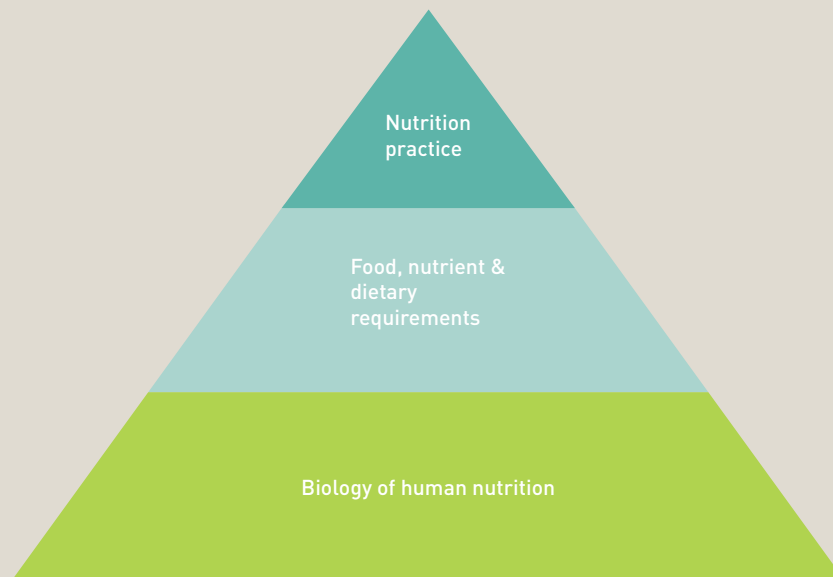 Nutrition
practice
Food, nutrient &
dietary
requirements
Biology of human nutrition